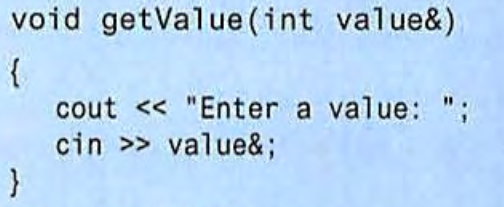 void getValue(int value&)
{
cout << "Enter a value: ";
cin >> value&;
}